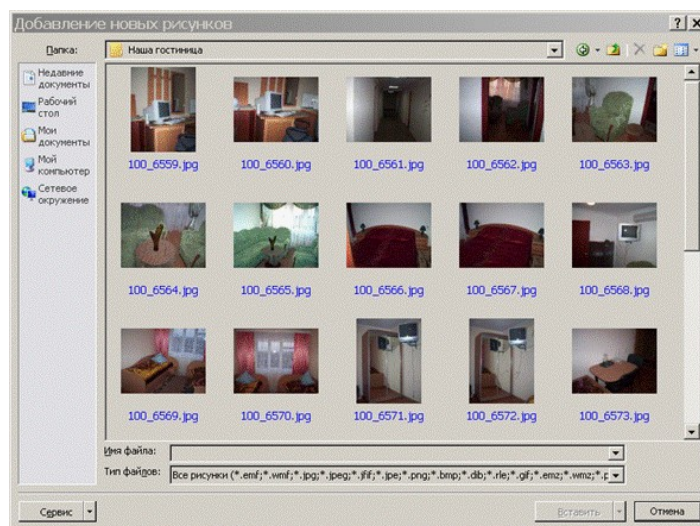 Добавление новых рисунков
Папка:
Наша гостиница
Недавние
документы
Рабочий
стол
Мои
документы
Мой
компьютер
Сетевое
окружение
100_6559.jpg
100_6560.jpg
100_6561.jpg
100_6562.jpg
100_6563.jpg
100_6564.jpg
100_6565.jpg
100_6566.jpg
100_6567.jpg
100_6568.jpg
100_6569.jpg
100_6570.jpg
100_6571.jpg
100_6572.jpg
100_6573.jpg
Имя файла:
Тип файлов:
Все рисунки (*.emf;*.wmf;*.jpg;*.jpeg;*.jfif;*.jpe;*.png;*.bmp;*.dib;*.rle;*.gif;*.emz;*.wmz;*.p
Сервис
Вставить
Отмена